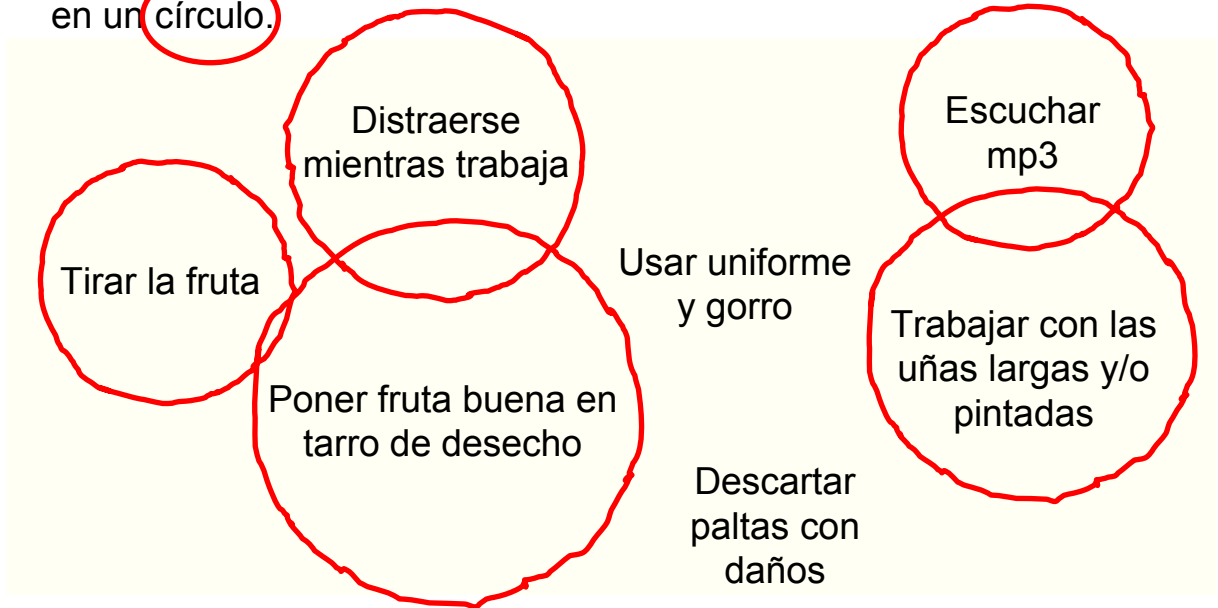 en un círculo.
Distraerse
mientras trabaja
Escuchar
mp3
Tirar la fruta
Usar uniforme
y gorro
Trabajar con las
uñas largas y/o
pintadas
Poner fruta buena en
tarro de desecho
Descartar
paltas con
daños